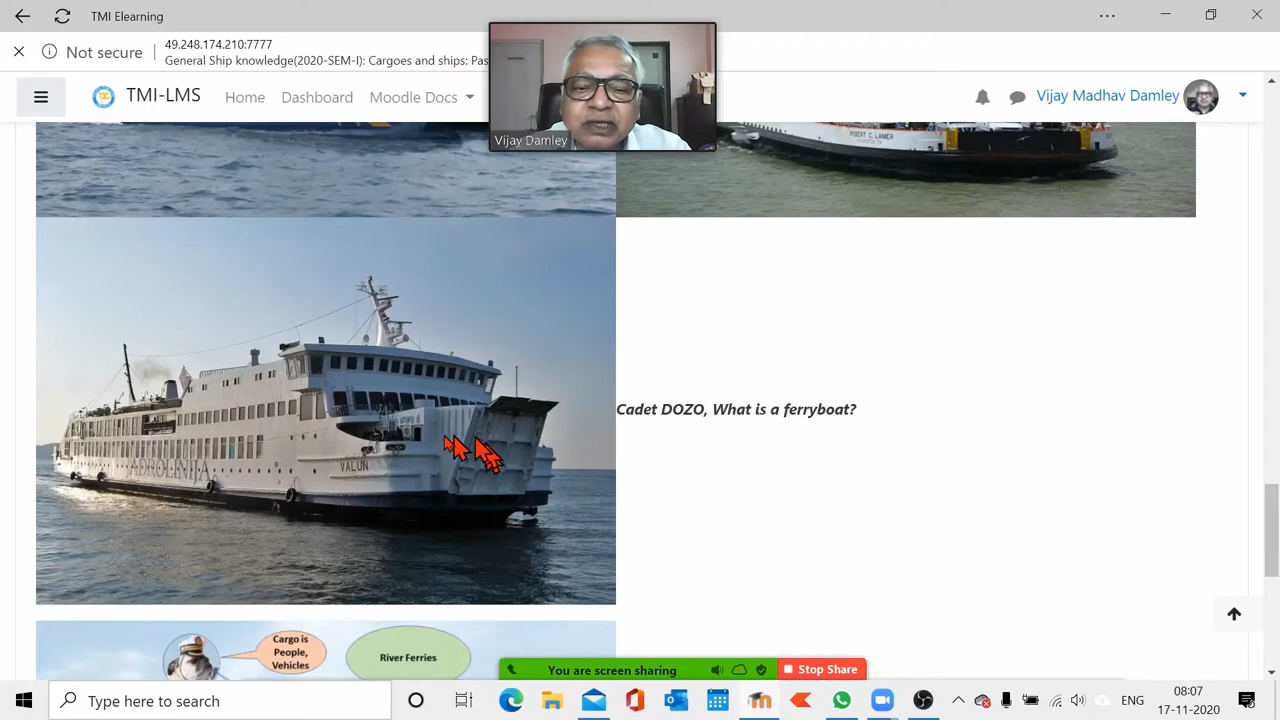 TMI Elearning
Not secure
49.248.174.210:7777
General Ship knowledge(2020-SEM-I): Cargoes and ships: Pas
TMI-LMS
Home
Dashboard
Moodle Docs
Vijay Madhav Damley
Vijay Damley
ROBERT C. LANIER
Cadet DOZO, What is a ferryboat?
JADROLINIJA
VALUN
Cargo is
People,
Vehicles
River Ferries
You are screen sharing
Stop Share
Type here to search
ENG
08:07
17-11-2020